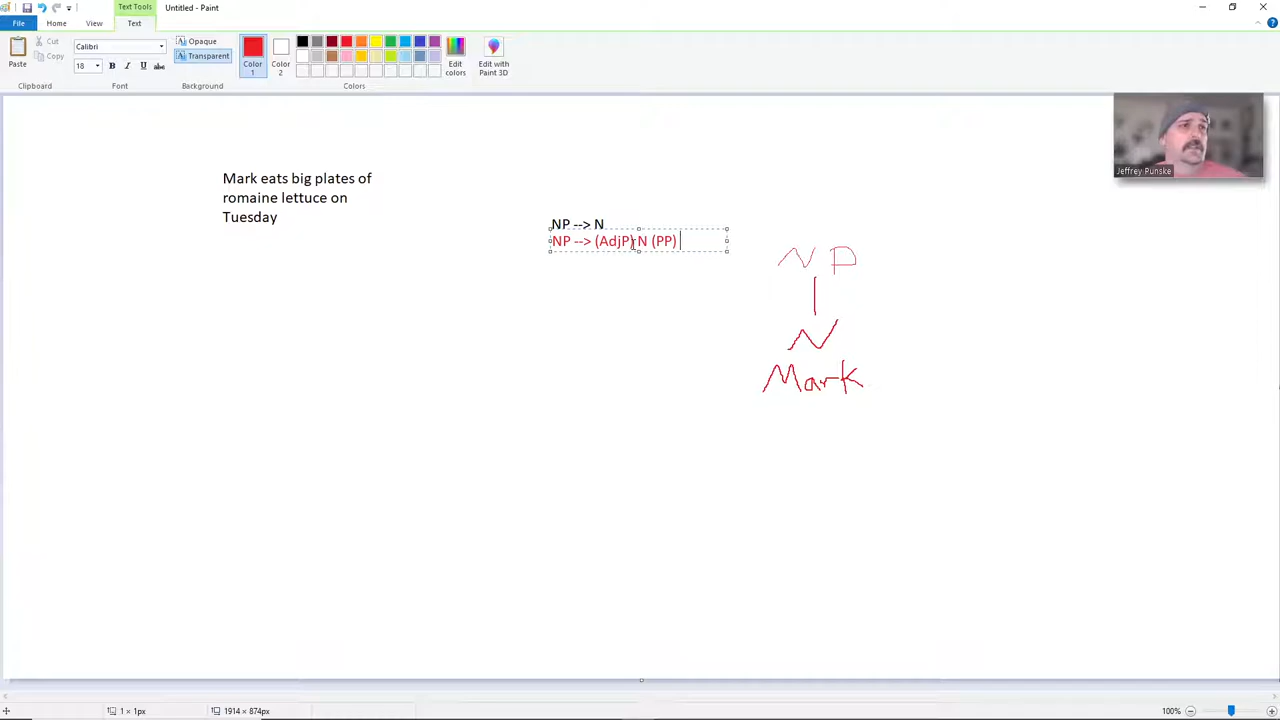 Text Tools
Untitled - Paint
File
Home
View
Text
Paste
Cut
Copy
Clipboard
Calibri
18
B I U abc
Font
Opaque
Transparent
Background
Color 1
Color 2
Colors
Edit colors
Edit with Paint 3D
Jeffrey Punske
Mark eats big plates of
romaine lettuce on
Tuesday
NP --> N
NP --> (AdjP) N (PP)
N P
N
Mark
1 × 1px
1914 × 874px
100%